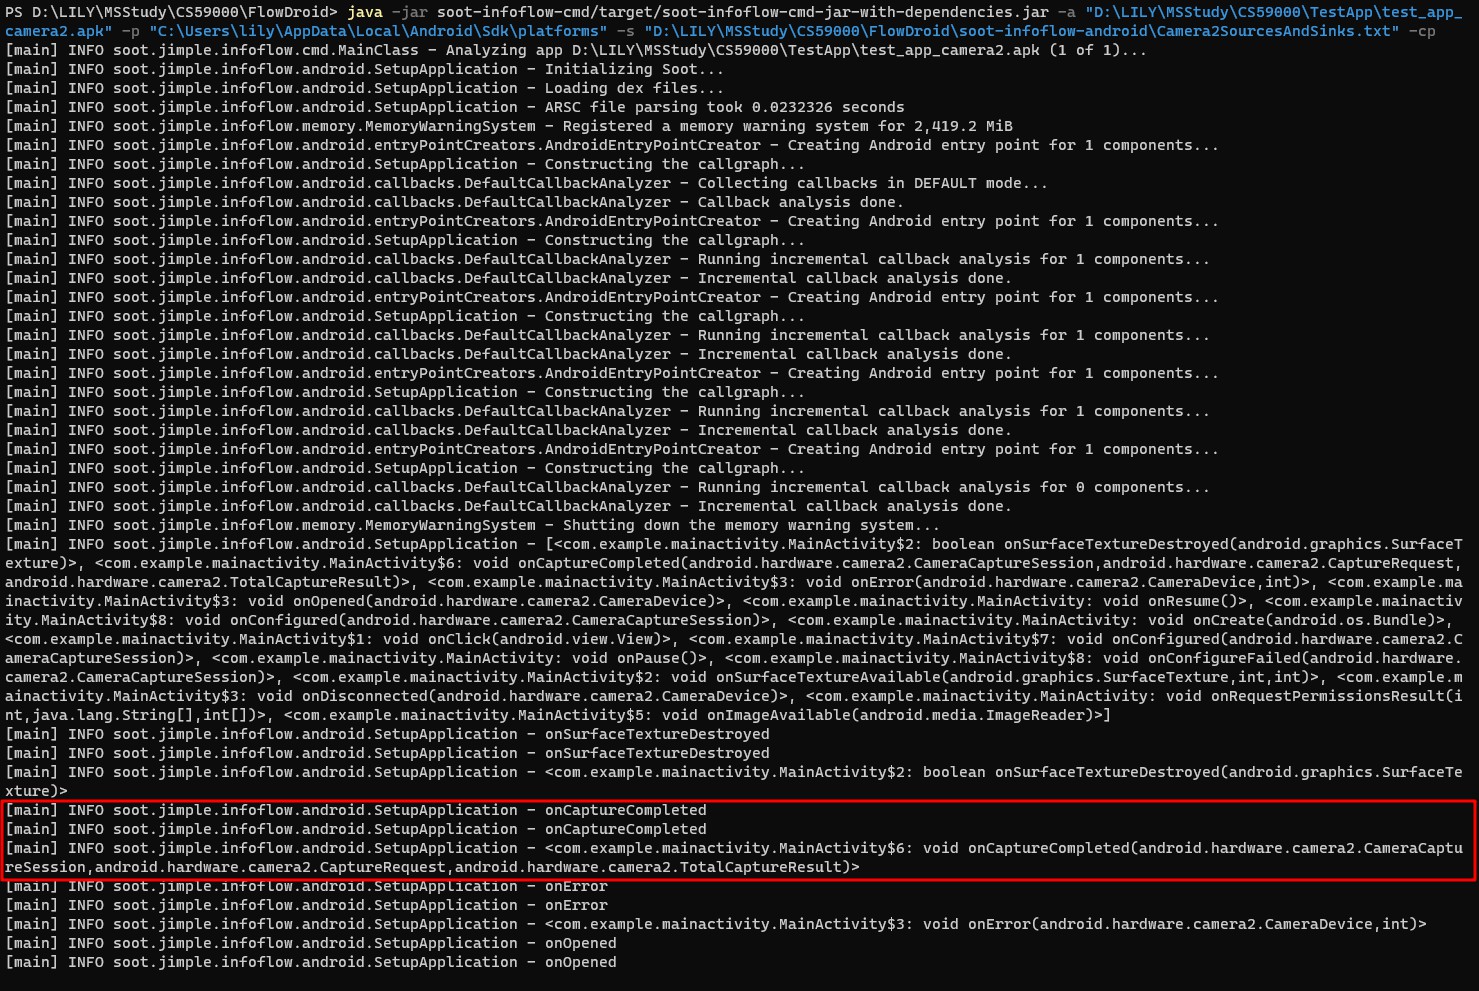 PS D:\LILY\MSStudy\CS59000\FlowDroid> java -jar soot-infoflow-cmd/target/soot-infoflow-cmd-jar-with-dependencies.jar -a "D:\LILY\MSStudy\CS59000\TestApp\test_app_
camera2.apk" -p "C:\Users\lily\AppData\Local\Android\Sdk\platforms" -s "D:\LILY\MSStudy\CS59000\FlowDroid\soot-infoflow-android\Camera2SourcesAndSinks.txt" -cp
[main] INFO soot.jimple.infoflow.cmd.MainClass - Analyzing app D:\LILY\MSStudy\CS59000\TestApp\test_app_camera2.apk (1 of 1)...
[main] INFO soot.jimple.infoflow.android.SetupApplication - Initializing Soot...
[main] INFO soot.jimple.infoflow.android.SetupApplication - Loading dex files...
[main] INFO soot.jimple.infoflow.android.SetupApplication - ARSC file parsing took 0.0232326 seconds
[main] INFO soot.jimple.infoflow.memory.MemoryWarningSystem - Registered a memory warning system for 2,419.2 MiB
[main] INFO soot.jimple.infoflow.android.entryPointCreators.AndroidEntryPointCreator - Creating Android entry point for 1 components...
[main] INFO soot.jimple.infoflow.android.SetupApplication - Constructing the callgraph...
[main] INFO soot.jimple.infoflow.android.callbacks.DefaultCallbackAnalyzer - Collecting callbacks in DEFAULT mode...
[main] INFO soot.jimple.infoflow.android.callbacks.DefaultCallbackAnalyzer - Callback analysis done.
[main] INFO soot.jimple.infoflow.android.entryPointCreators.AndroidEntryPointCreator - Creating Android entry point for 1 components...
[main] INFO soot.jimple.infoflow.android.SetupApplication - Constructing the callgraph...
[main] INFO soot.jimple.infoflow.android.callbacks.DefaultCallbackAnalyzer - Running incremental callback analysis for 1 components...
[main] INFO soot.jimple.infoflow.android.callbacks.DefaultCallbackAnalyzer - Incremental callback analysis done.
[main] INFO soot.jimple.infoflow.android.entryPointCreators.AndroidEntryPointCreator - Creating Android entry point for 1 components...
[main] INFO soot.jimple.infoflow.android.SetupApplication - Constructing the callgraph...
[main] INFO soot.jimple.infoflow.android.callbacks.DefaultCallbackAnalyzer - Running incremental callback analysis for 1 components...
[main] INFO soot.jimple.infoflow.android.callbacks.DefaultCallbackAnalyzer - Incremental callback analysis done.
[main] INFO soot.jimple.infoflow.android.entryPointCreators.AndroidEntryPointCreator - Creating Android entry point for 1 components...
[main] INFO soot.jimple.infoflow.android.SetupApplication - Constructing the callgraph...
[main] INFO soot.jimple.infoflow.android.callbacks.DefaultCallbackAnalyzer - Running incremental callback analysis for 1 components...
[main] INFO soot.jimple.infoflow.android.callbacks.DefaultCallbackAnalyzer - Incremental callback analysis done.
[main] INFO soot.jimple.infoflow.android.entryPointCreators.AndroidEntryPointCreator - Creating Android entry point for 1 components...
[main] INFO soot.jimple.infoflow.android.SetupApplication - Constructing the callgraph...
[main] INFO soot.jimple.infoflow.android.callbacks.DefaultCallbackAnalyzer - Running incremental callback analysis for 0 components...
[main] INFO soot.jimple.infoflow.android.callbacks.DefaultCallbackAnalyzer - Incremental callback analysis done.
[main] INFO soot.jimple.infoflow.memory.MemoryWarningSystem - Shutting down the memory warning system...
[main] INFO soot.jimple.infoflow.android.SetupApplication - [<com.example.mainactivity.MainActivity$2: boolean onSurfaceTextureDestroyed(android.graphics.SurfaceT
exture)>, <com.example.mainactivity.MainActivity$6: void onCaptureCompleted(android.hardware.camera2.CameraCaptureSession,android.hardware.camera2.CaptureRequest,
android.hardware.camera2.TotalCaptureResult)>, <com.example.mainactivity.MainActivity$3: void onError(android.hardware.camera2.CameraDevice,int)>, <com.example.ma
inactivity.MainActivity$3: void onOpened(android.hardware.camera2.CameraDevice)>, <com.example.mainactivity.MainActivity: void onResume()>, <com.example.mainactiv
ity.MainActivity$8: void onConfigured(android.hardware.camera2.CameraCaptureSession)>, <com.example.mainactivity.MainActivity: void onCreate(android.os.Bundle)>,
<com.example.mainactivity.MainActivity$1: void onClick(android.view.View)>, <com.example.mainactivity.MainActivity$7: void onConfigured(android.hardware.camera2.C
ameraCaptureSession)>, <com.example.mainactivity.MainActivity: void onPause()>, <com.example.mainactivity.MainActivity$8: void onConfigureFailed(android.hardware.
camera2.CameraCaptureSession)>, <com.example.mainactivity.MainActivity$2: void onSurfaceTextureAvailable(android.graphics.SurfaceTexture,int,int)>, <com.example.m
ainactivity.MainActivity$3: void onDisconnected(android.hardware.camera2.CameraDevice)>, <com.example.mainactivity.MainActivity: void onRequestPermissionsResult(i
nt,java.lang.String[],int[])>, <com.example.mainactivity.MainActivity$5: void onImageAvailable(android.media.ImageReader)>]
[main] INFO soot.jimple.infoflow.android.SetupApplication - onSurfaceTextureDestroyed
[main] INFO soot.jimple.infoflow.android.SetupApplication - onSurfaceTextureDestroyed
[main] INFO soot.jimple.infoflow.android.SetupApplication - <com.example.mainactivity.MainActivity$2: boolean onSurfaceTextureDestroyed(android.graphics.SurfaceTe
xture)>
[main] INFO soot.jimple.infoflow.android.SetupApplication - onCaptureCompleted
[main] INFO soot.jimple.infoflow.android.SetupApplication - onCaptureCompleted
[main] INFO soot.jimple.infoflow.android.SetupApplication - <com.example.mainactivity.MainActivity$6: void onCaptureCompleted(android.hardware.camera2.CameraCaptu
reSession,android.hardware.camera2.CaptureRequest,android.hardware.camera2.TotalCaptureResult)>
[main] INFO soot.jimple.infoflow.android.SetupApplication - onError
[main] INFO soot.jimple.infoflow.android.SetupApplication - onError
[main] INFO soot.jimple.infoflow.android.SetupApplication - <com.example.mainactivity.MainActivity$3: void onError(android.hardware.camera2.CameraDevice,int)>
[main] INFO soot.jimple.infoflow.android.SetupApplication - onOpened
[main] INFO soot.jimple.infoflow.android.SetupApplication - onOpened